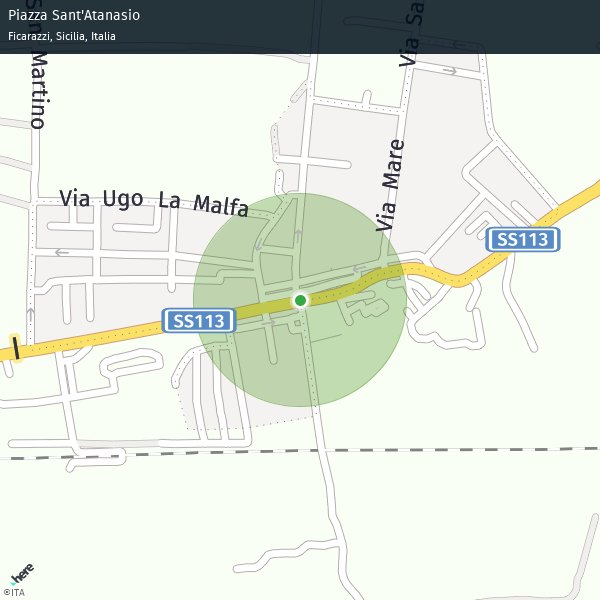 Piazza Sant'Atanasio
Ficarazzi, Sicilia, Italia
Martino
Via Sa
Via Ugo La Malfa
Via Mare
SS113
SS113
here
©ITA